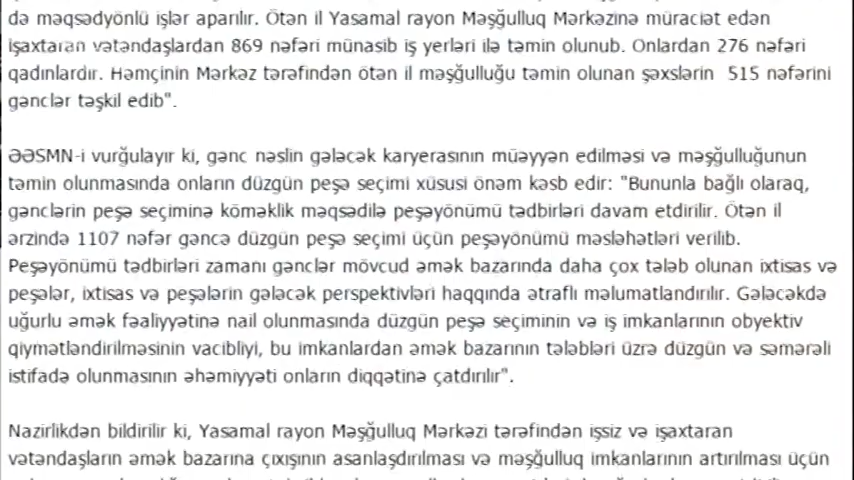 də məqsədyönlü işlər aparılır. Ötən il Yasamal rayon Məşğulluq Mərkəzinə müraciət edən
işaxtaran vətəndaşlardan 869 nəfəri münasib iş yerləri ilə təmin olunub. Onlardan 276 nəfəri
qadınlardır. Həmçinin Mərkəz tərəfindən ötən il məşğulluğu təmin olunan şəxslərin 515 nəfərini
gənclər təşkil edib".
ƏƏSMN-i vurğulayır ki, gənc nəslin gələcək karyerasının müəyyən edilməsi və məşğulluğunun
təmin olunmasında onların düzgün peşə seçimi xüsusi önəm kəsb edir: "Bununla bağlı olaraq,
gənclərin peşə seçiminə köməklik məqsədilə peşəyönümü tədbirləri davam etdirilir. Ötən il
ərzində 1107 nəfər gəncə düzgün peşə seçimi üçün peşəyönümü məsləhətləri verilib.
Peşəyönümü tədbirləri zamanı gənclər mövcud əmək bazarında daha çox tələb olunan ixtisas və
peşələr, ixtisas və peşələrin gələcək perspektivləri haqqında ətraflı məlumatlandırılır. Gələcəkdə
uğurlu əmək fəaliyyətinə nail olunmasında düzgün peşə seçiminin və iş imkanlarının obyektiv
qiymətləndirilməsinin vacibliyi, bu imkanlardan əmək bazarının tələbləri üzrə düzgün və səmərəli
istifadə olunmasının əhəmiyyəti onların diqqətinə çatdırılır".
Nazirlikdən bildirilir ki, Yasamal rayon Məşğulluq Mərkəzi tərəfindən işsiz və işaxtaran
vətəndaşların əmək bazarına çıxışının asanlaşdırılması və məşğulluq imkanlarının artırılması üçün